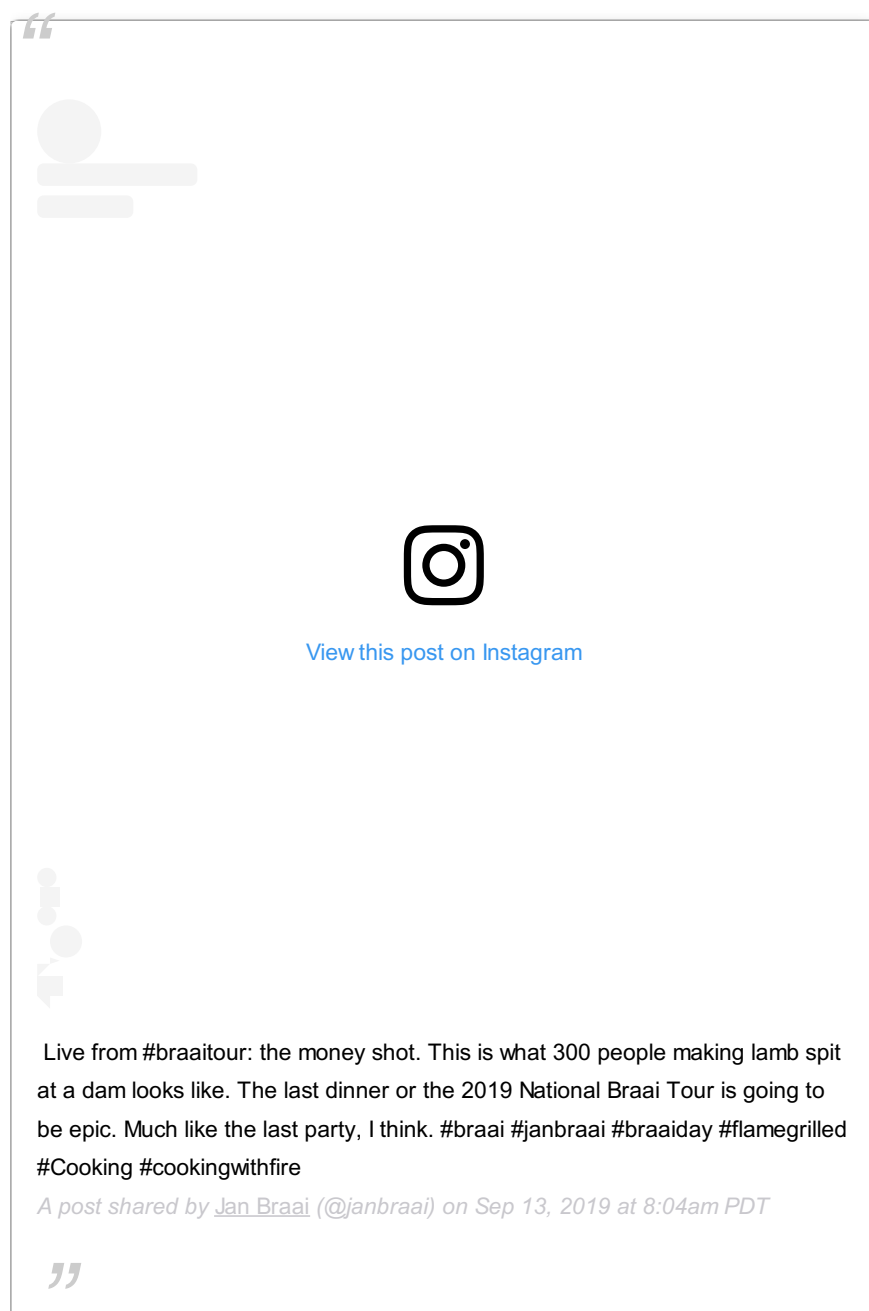 “
View this post on Instagram
Live from #braaitour: the money shot. This is what 300 people making lamb spit
at a dam looks like. The last dinner or the 2019 National Braai Tour is going to
be epic. Much like the last party, I think. #braai #janbraai #braaiday #flamegrilled
#Cooking #cookingwithfire
A post shared by Jan Braai (@janbraai) on Sep 13, 2019 at 8:04am PDT
”